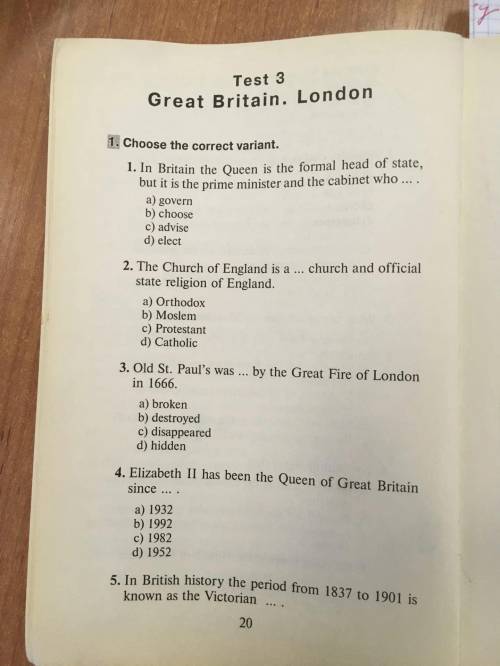 Test 3
Great Britain. London
1. Choose the correct variant.
1. In Britain the Queen is the formal head of state,
but it is the prime minister and the cabinet who ... .
a) govern
b) choose
c) advise
d) elect
2. The Church of England is a ... church and official
state religion of England.
a) Orthodox
b) Moslem
c) Protestant
d) Catholic
3. Old St. Paul's was ... by the Great Fire of London
in 1666.
a) broken
b) destroyed
c) disappeared
d) hidden
4. Elizabeth II has been the Queen of Great Britain
since ... .
a) 1932
b) 1992
c) 1982
d) 1952
5. In British history the period from 1837 to 1901 is
known as the Victorian ... .
20